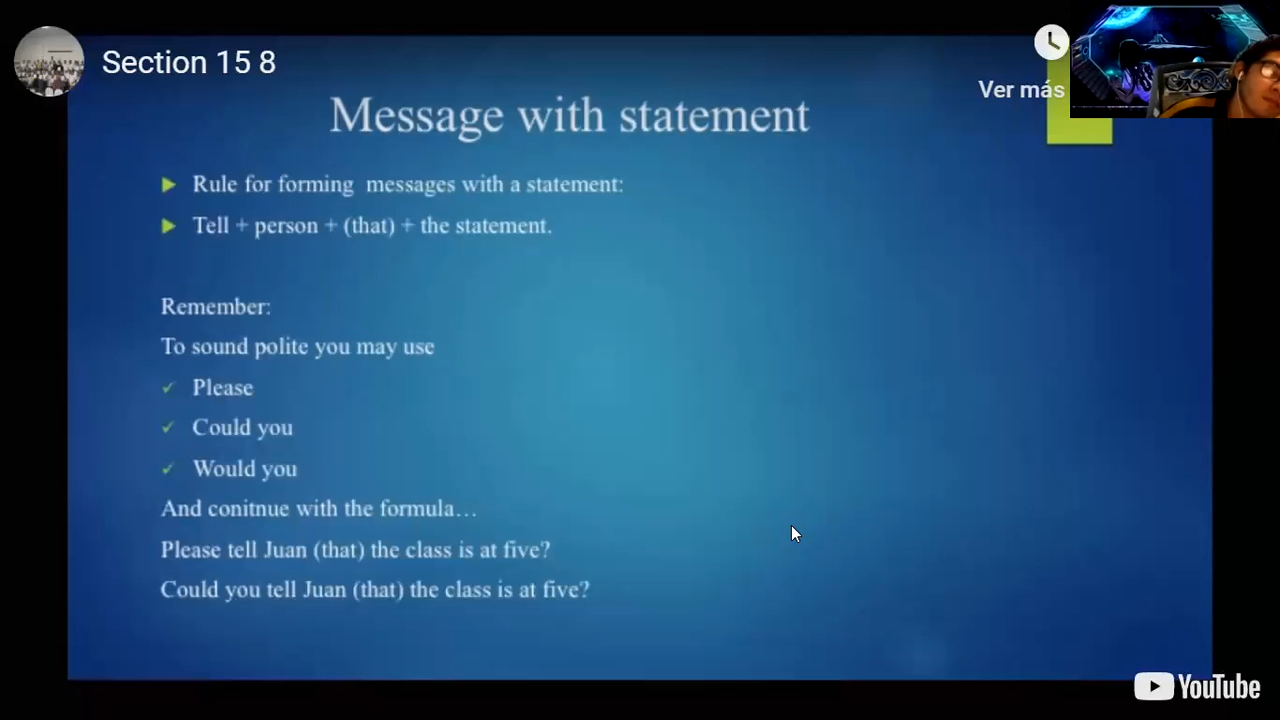 Section 15 8
Ver más
Message with statement
Rule for forming messages with a statement:
Tell + person + (that) + the statement.
Remember:
To sound polite you may use
Please
Could you
Would you
And conitnue with the formula…
Please tell Juan (that) the class is at five?
Could you tell Juan (that) the class is at five?
YouTube